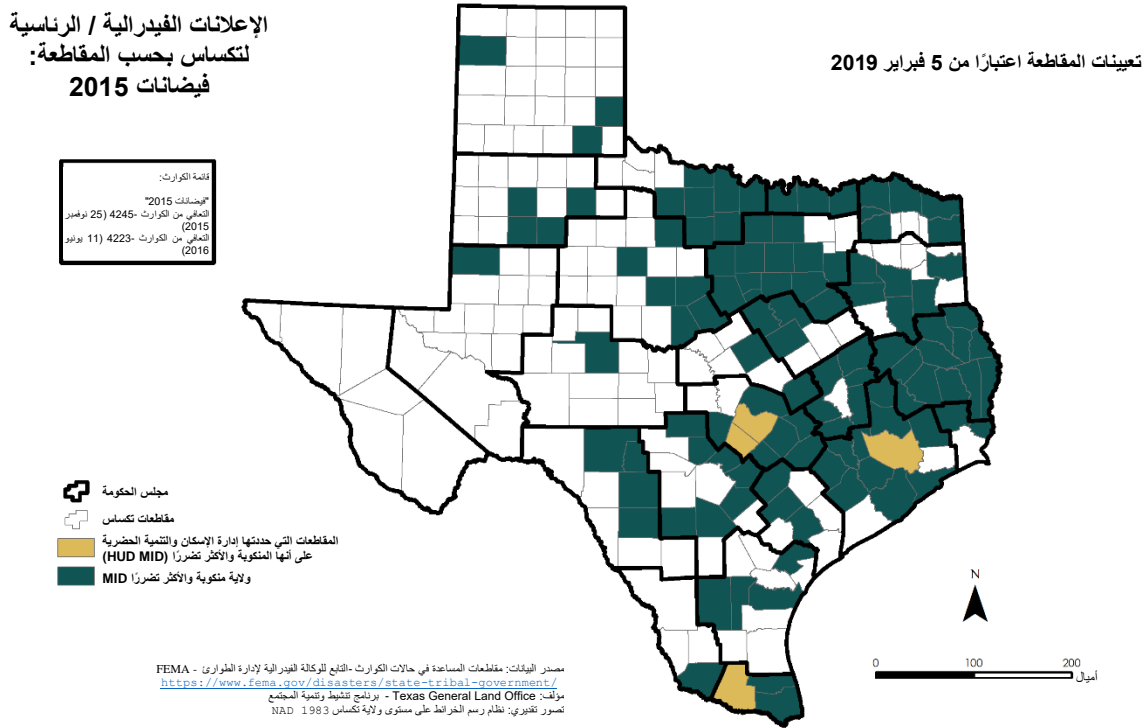 الإعلانات الفيدرالية / الرئاسية
لتكساس بحسب المقاطعة:
فيضانات 2015
تعيينات المقاطعة اعتبارًا من 5 فبراير 2019
قائمة الكوارث:
"فيضانات 2015"
التعافي من الكوارث -4245 (25 نوفمبر
2015)
التعافي من الكوارث -4223 (11 يونيو
2016)
مجلس الحكومة
مقاطعات تكساس
المقاطعات التي حددتها إدارة الإسكان والتنمية الحضرية
على أنها المنكوبة والأكثر تضررًا (HUD MID)
ولاية منكوبة والأكثر تضررًا MID
N
0 100 200
أميال
مصدر البيانات: مقاطعات المساعدة في حالات الكوارث -التابع للوكالة الفيدرالية لإدارة الطوارئ - FEMA
https://www.fema.gov/disasters/state-tribal-government/
مؤلف: Texas General Land Office - برنامج تنشيط وتنمية المجتمع
تصور تقديري: نظام رسم الخرائط على مستوى ولاية تكساس NAD 1983